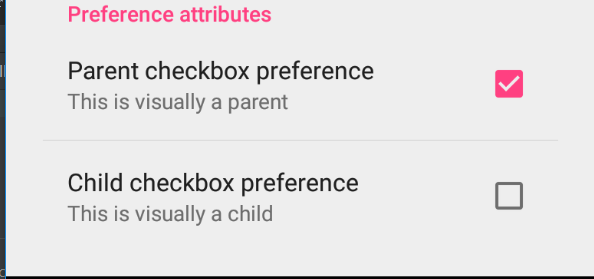 Preference attributes
Parent checkbox preference
This is visually a parent
Child checkbox preference
This is visually a child